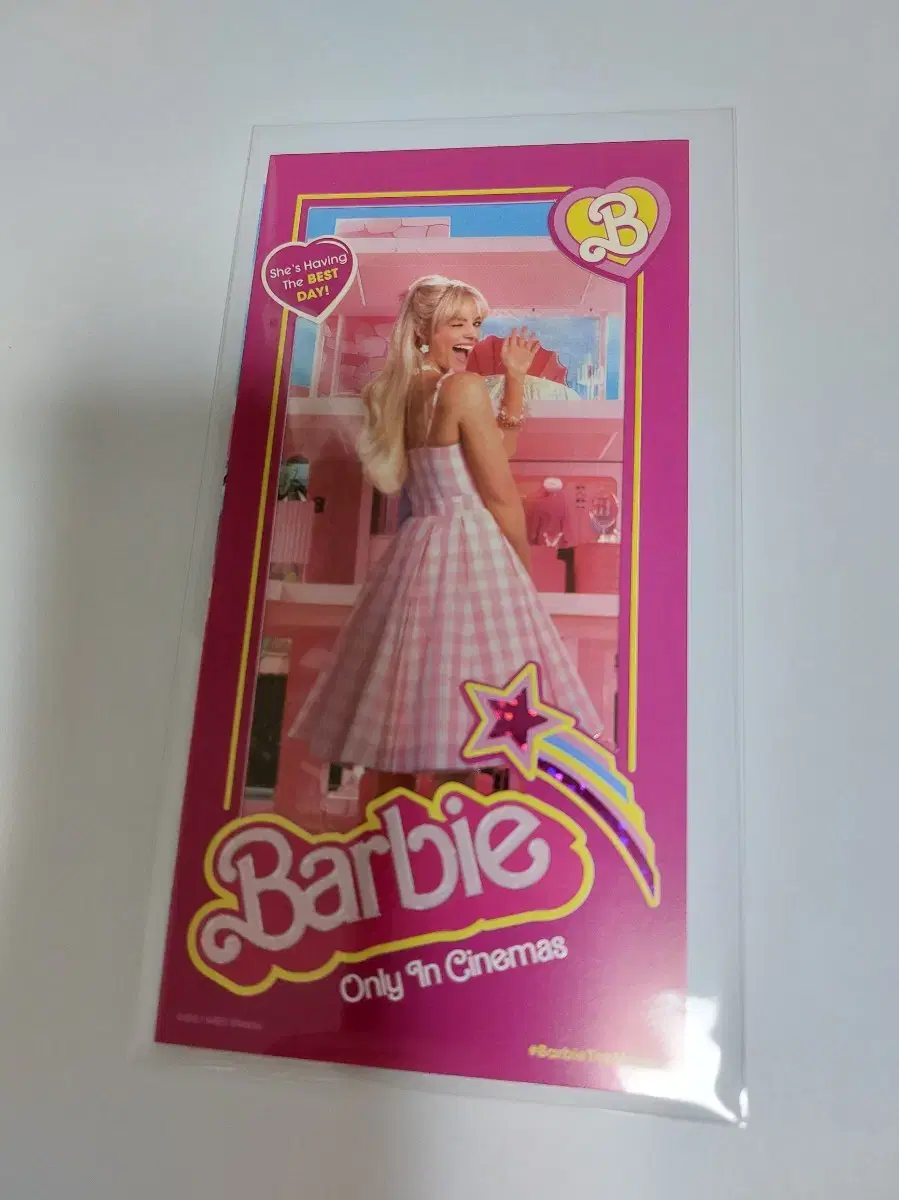 She's Having
The BEST
DAY!
B
Barbie
Only In Cinemas